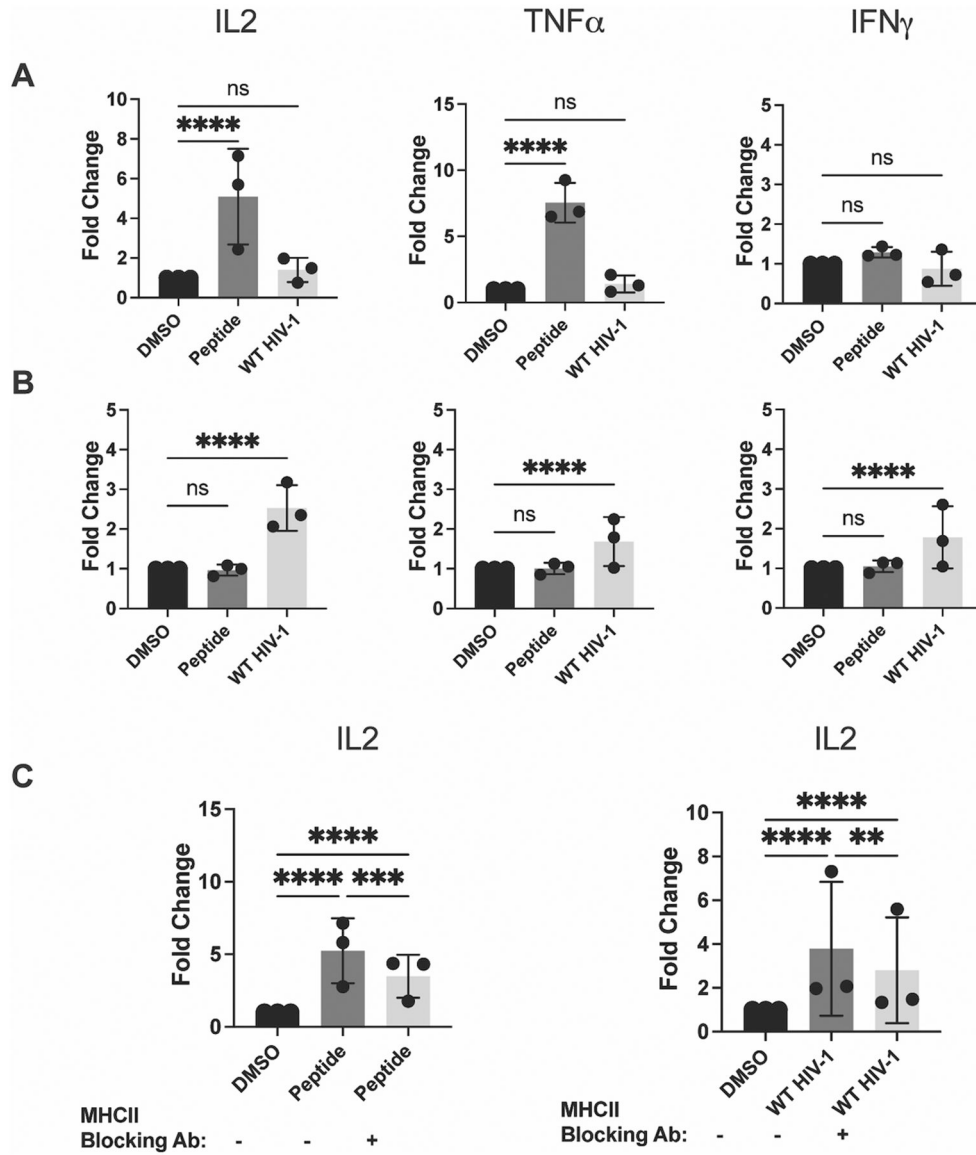 IL2 TNFα IFNγ
A
ns
****
Fold Change
10
8
6
4
2
0
DMSO Peptide WT HIV-1
ns
****
Fold Change
15
10
5
0
DMSO Peptide WT HIV-1
ns
ns
Fold Change
5
4
3
2
1
0
DMSO Peptide WT HIV-1
B
****
ns
Fold Change
5
4
3
2
1
0
DMSO Peptide WT HIV-1
****
ns
Fold Change
5
4
3
2
1
0
DMSO Peptide WT HIV-1
****
ns
Fold Change
5
4
3
2
1
0
DMSO Peptide WT HIV-1
C
IL2
****
**** ***
Fold Change
15
10
5
0
DMSO Peptide Peptide
MHCII
Blocking Ab: - - +
IL2
****
**** **
Fold Change
10
8
6
4
2
0
DMSO WT HIV-1 WT HIV-1
MHCII
Blocking Ab: - - +